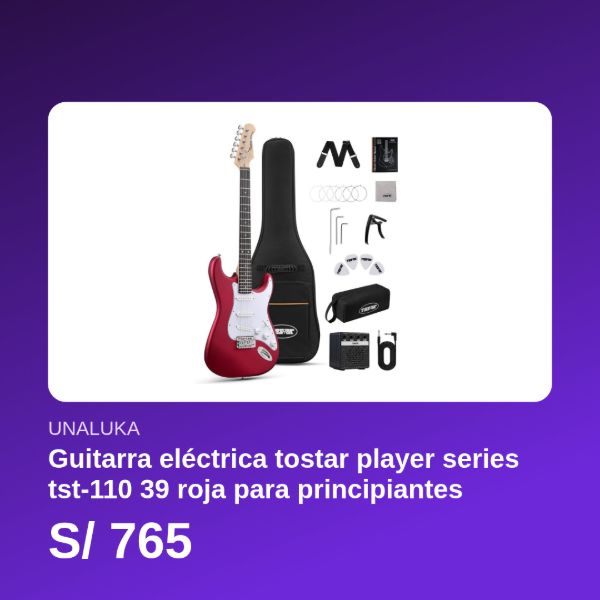 UNALUKA
Guitarra eléctrica tostar player series
tst-110 39 roja para principiantes
S/ 765